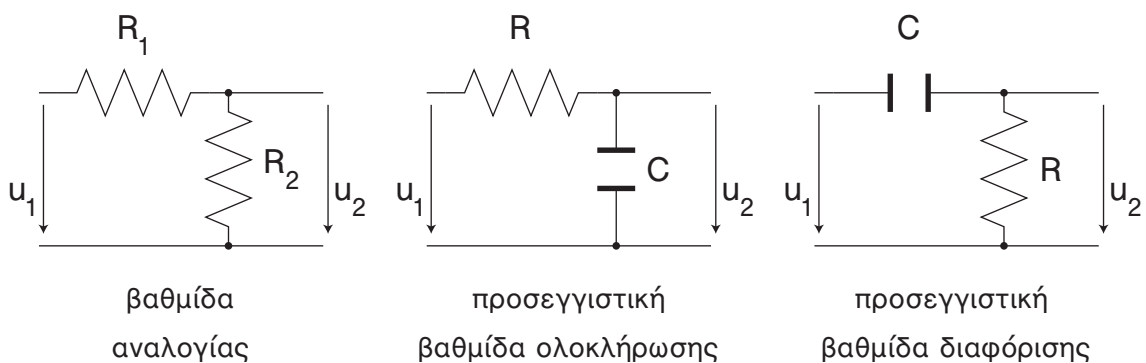 R1
R2
u1
u2
βαθμίδα
αναλογίας
R
C
u1
u2
προσεγγιστική
βαθμίδα ολοκλήρωσης
C
R
u1
u2
προσεγγιστική
βαθμίδα διαφόρισης